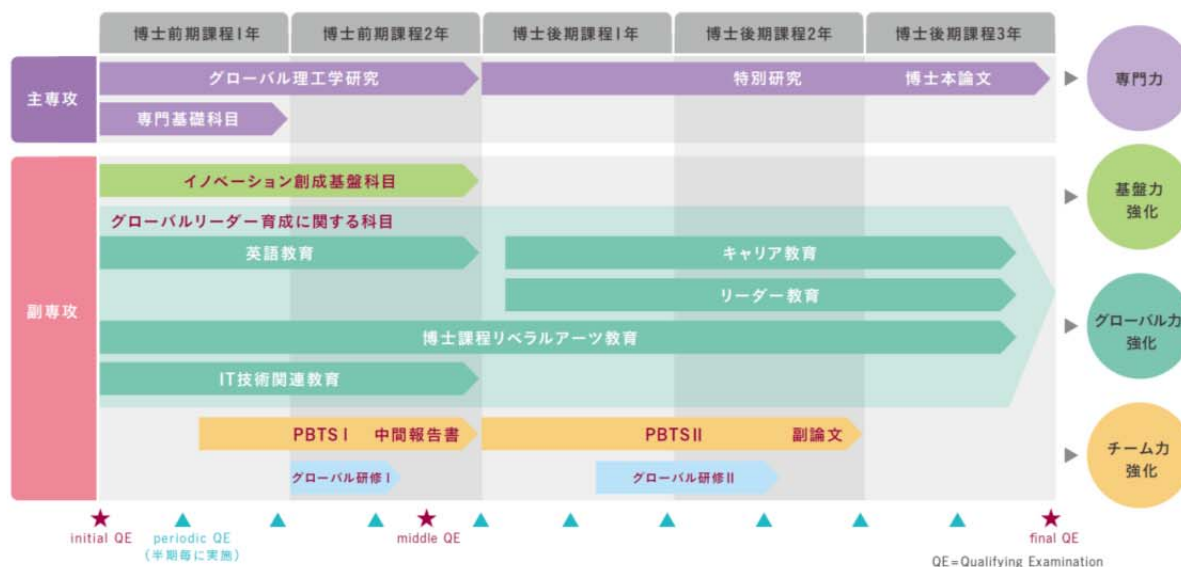 博士前期課程1年
博士前期課程2年
博士後期課程1年
博士後期課程2年
博士後期課程3年
主専攻
グローバル理工学研究
特別研究
博士本論文
専門力
専門基礎科目
副専攻
イノベーション創成基盤科目
基盤力
強化
グローバルリーダー育成に関する科目
英語教育
キャリア教育
リーダー教育
博士課程リベラルアーツ教育
IT技術関連教育
グローバル力
強化
PBTS I
中間報告書
PBTSII
副論文
グローバル研修 I
グローバル研修II
チーム力
強化
initial QE
periodic QE
(半期毎に実施)
middle QE
final QE
QE=Qualifying Examination